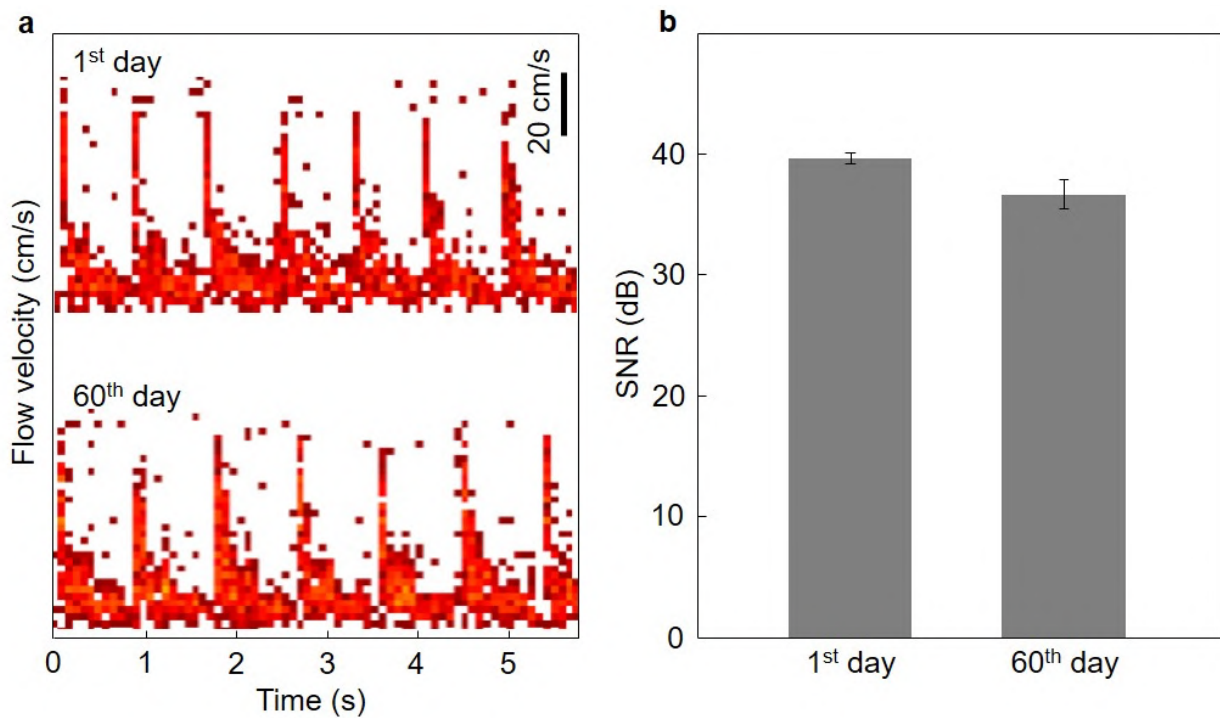 a
1st day
20 cm/s
60th day
Flow velocity (cm/s)
0 1 2 3 4 5
Time (s)
b
40
30
20
10
0
SNR (dB)
1st day 60th day